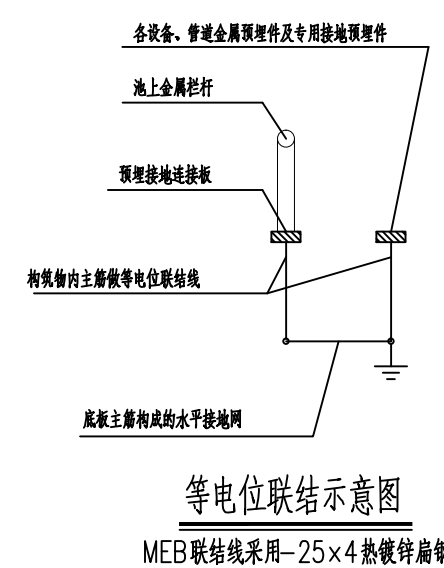 各设备、管道金属预埋件及专用接地预埋件
池上金属栏杆
预埋接地连接板
构筑物内主筋做等电位联结线
底板主筋构成的水平接地网
等电位联结示意图
MEB联结线采用-25×4热镀锌扁钢